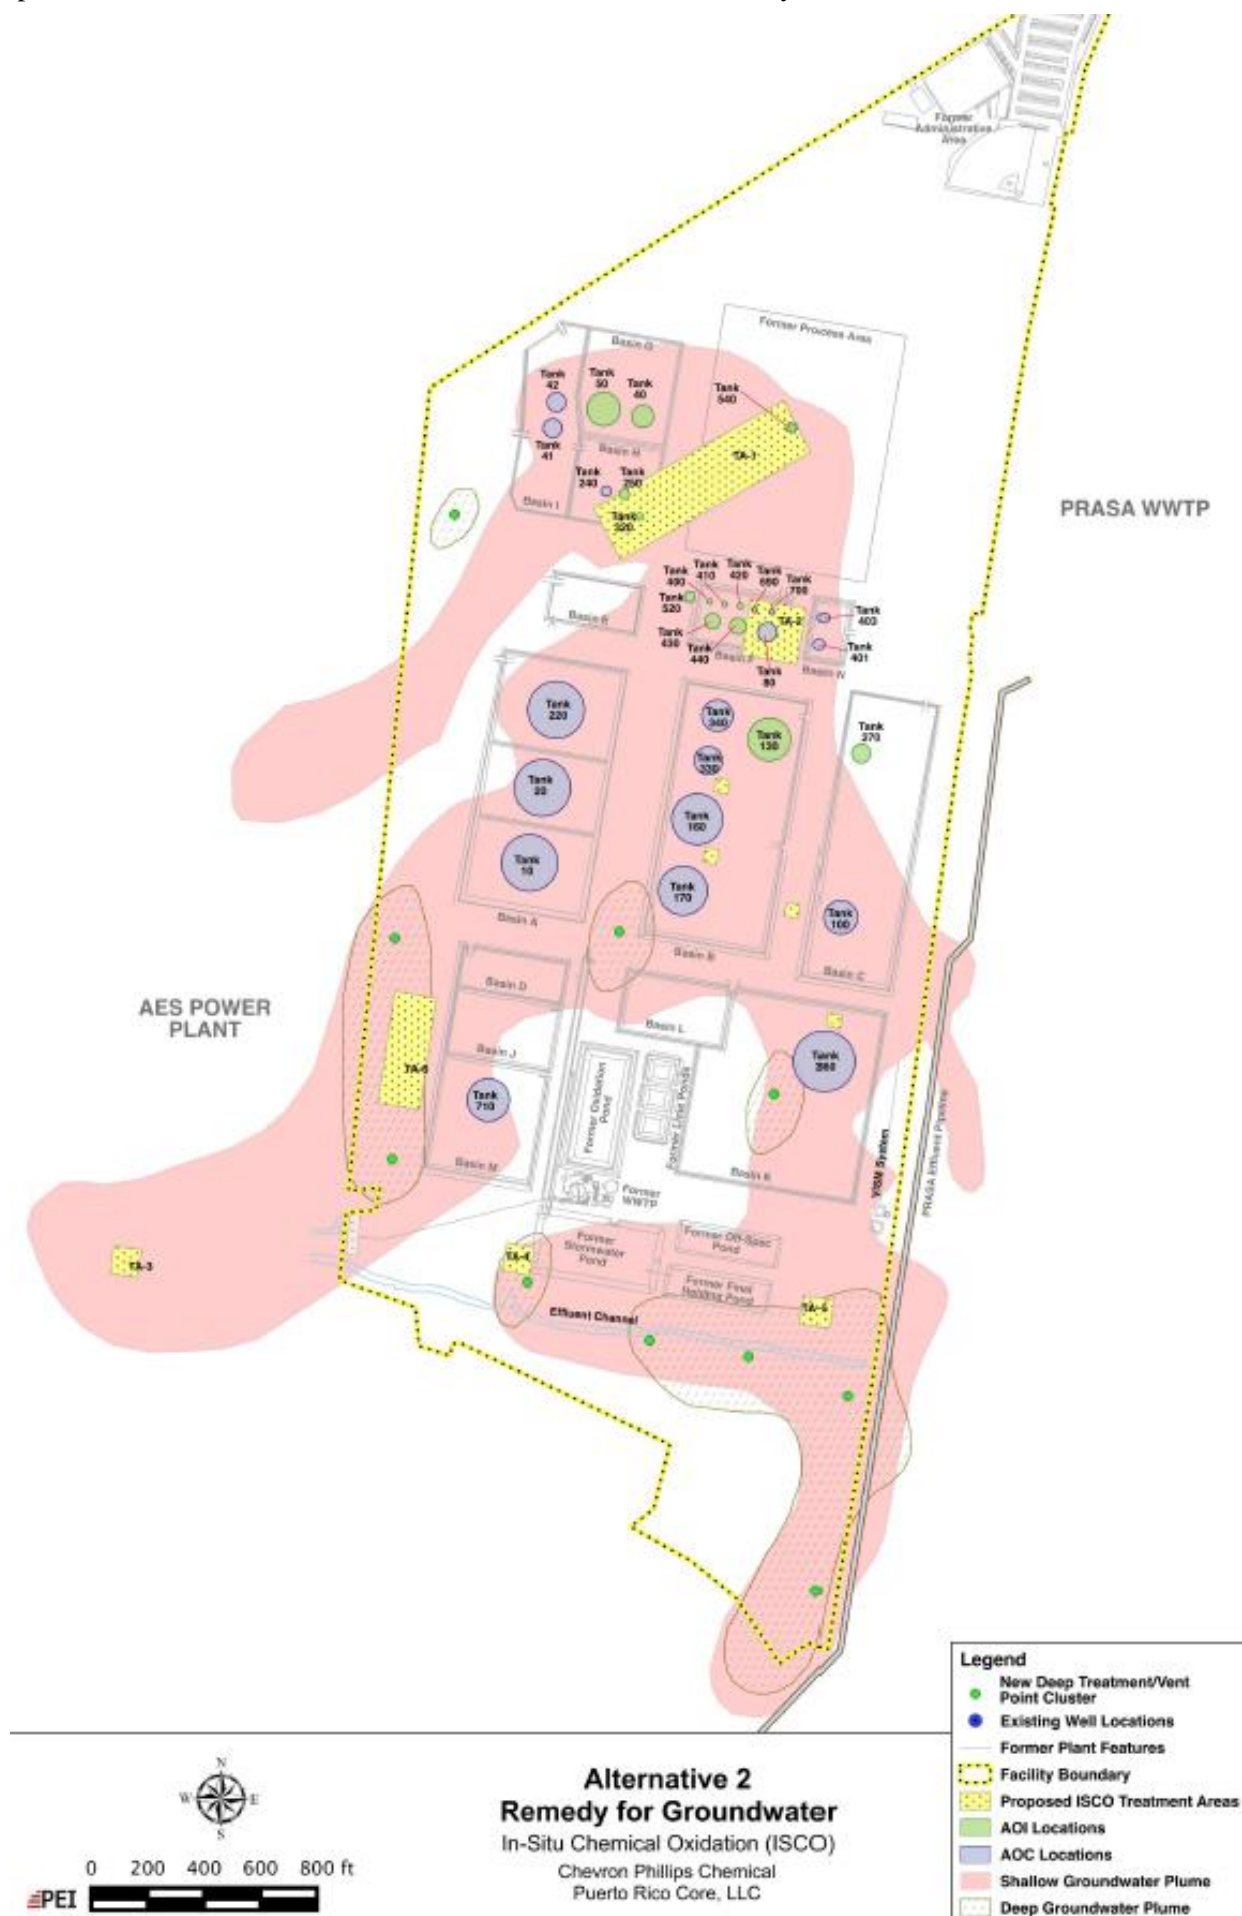 Former
Administrative
Area
Former Process Area
Basin G
Tank
42
Tank
50
Tank
40
Tank
540
Tank
41
Basin H
TA-1
Tank
240
Tank
250
Basin I
Tank
320
PRASA WWTP
Tank
400
Tank
410
Tank
420
Tank
690
Tank
700
Tank
520
Basin E
TA-2
Tank
403
Tank
430
Tank
440
Basin F
Tank
80
Tank
401
Basin N
Tank
220
Tank
340
Tank
130
Tank
370
Tank
330
Tank
20
Tank
160
Tank
10
Tank
170
Tank
100
Basin A
Basin B
Basin C
Basin D
AES POWER
PLANT
Basin L
Basin J
Tank
360
TA-6
Tank
710
Former Oxidation
Pond
Former Lime Ponds
PRASA Effluent Pipeline
Basin M
Basin K
VRSM System
Former
WWTP
Former
Stormwater
Pond
Former Off-Spec
Pond
TA-3
TA-4
Former Final
Holding Pond
TA-5
Effluent Channel
Legend
New Deep Treatment/Vent
Point Cluster
Existing Well Locations
Former Plant Features
Facility Boundary
Proposed ISCO Treatment Areas
AOI Locations
AOC Locations
Shallow Groundwater Plume
Deep Groundwater Plume
N
W E
S
0 200 400 600 800 ft
PEI
Alternative 2
Remedy for Groundwater
In-Situ Chemical Oxidation (ISCO)
Chevron Phillips Chemical
Puerto Rico Core, LLC